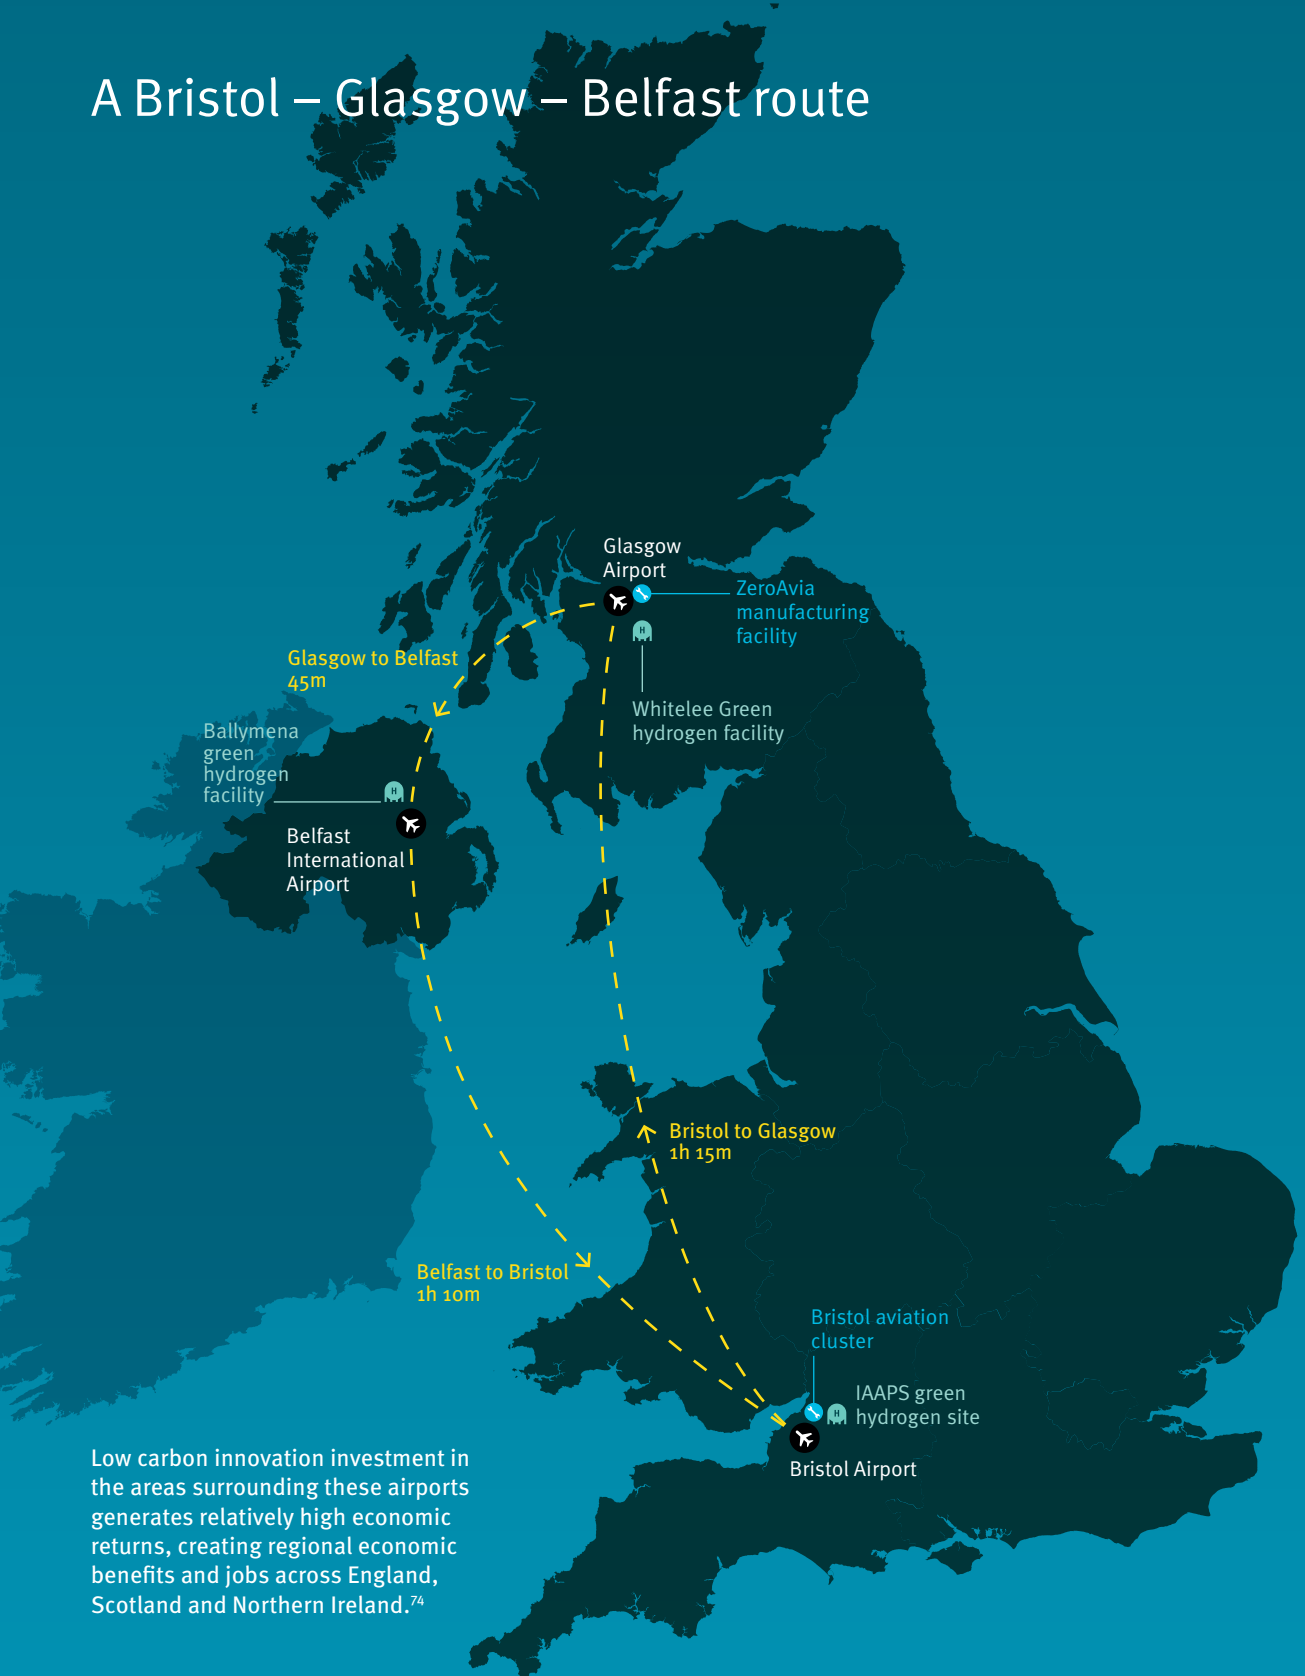 A Bristol – Glasgow – Belfast route
Glasgow
Airport
ZeroAvia
manufacturing
facility
Glasgow to Belfast
45m
Whitelee Green
hydrogen facility
Ballymena
green
hydrogen
facility
H
H
Belfast
International
Airport
Bristol to Glasgow
1h 15m
Belfast to Bristol
1h 10m
Bristol aviation
cluster
H
IAAPS green
hydrogen site
Bristol Airport
Low carbon innovation investment in
the areas surrounding these airports
generates relatively high economic
returns, creating regional economic
benefits and jobs across England,
Scotland and Northern Ireland.74